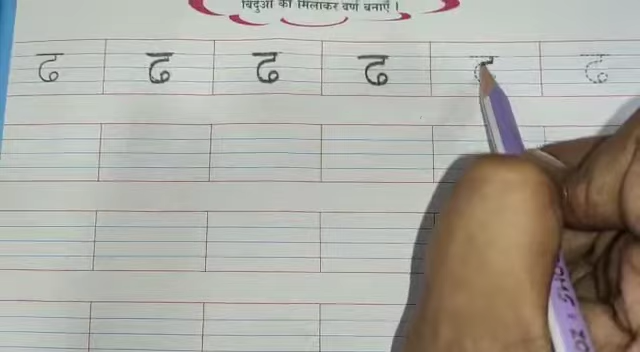 बिंदुओं को मिलाकर वर्ण बनाएँ।
ढ ढ ढ ढ ढ ढ